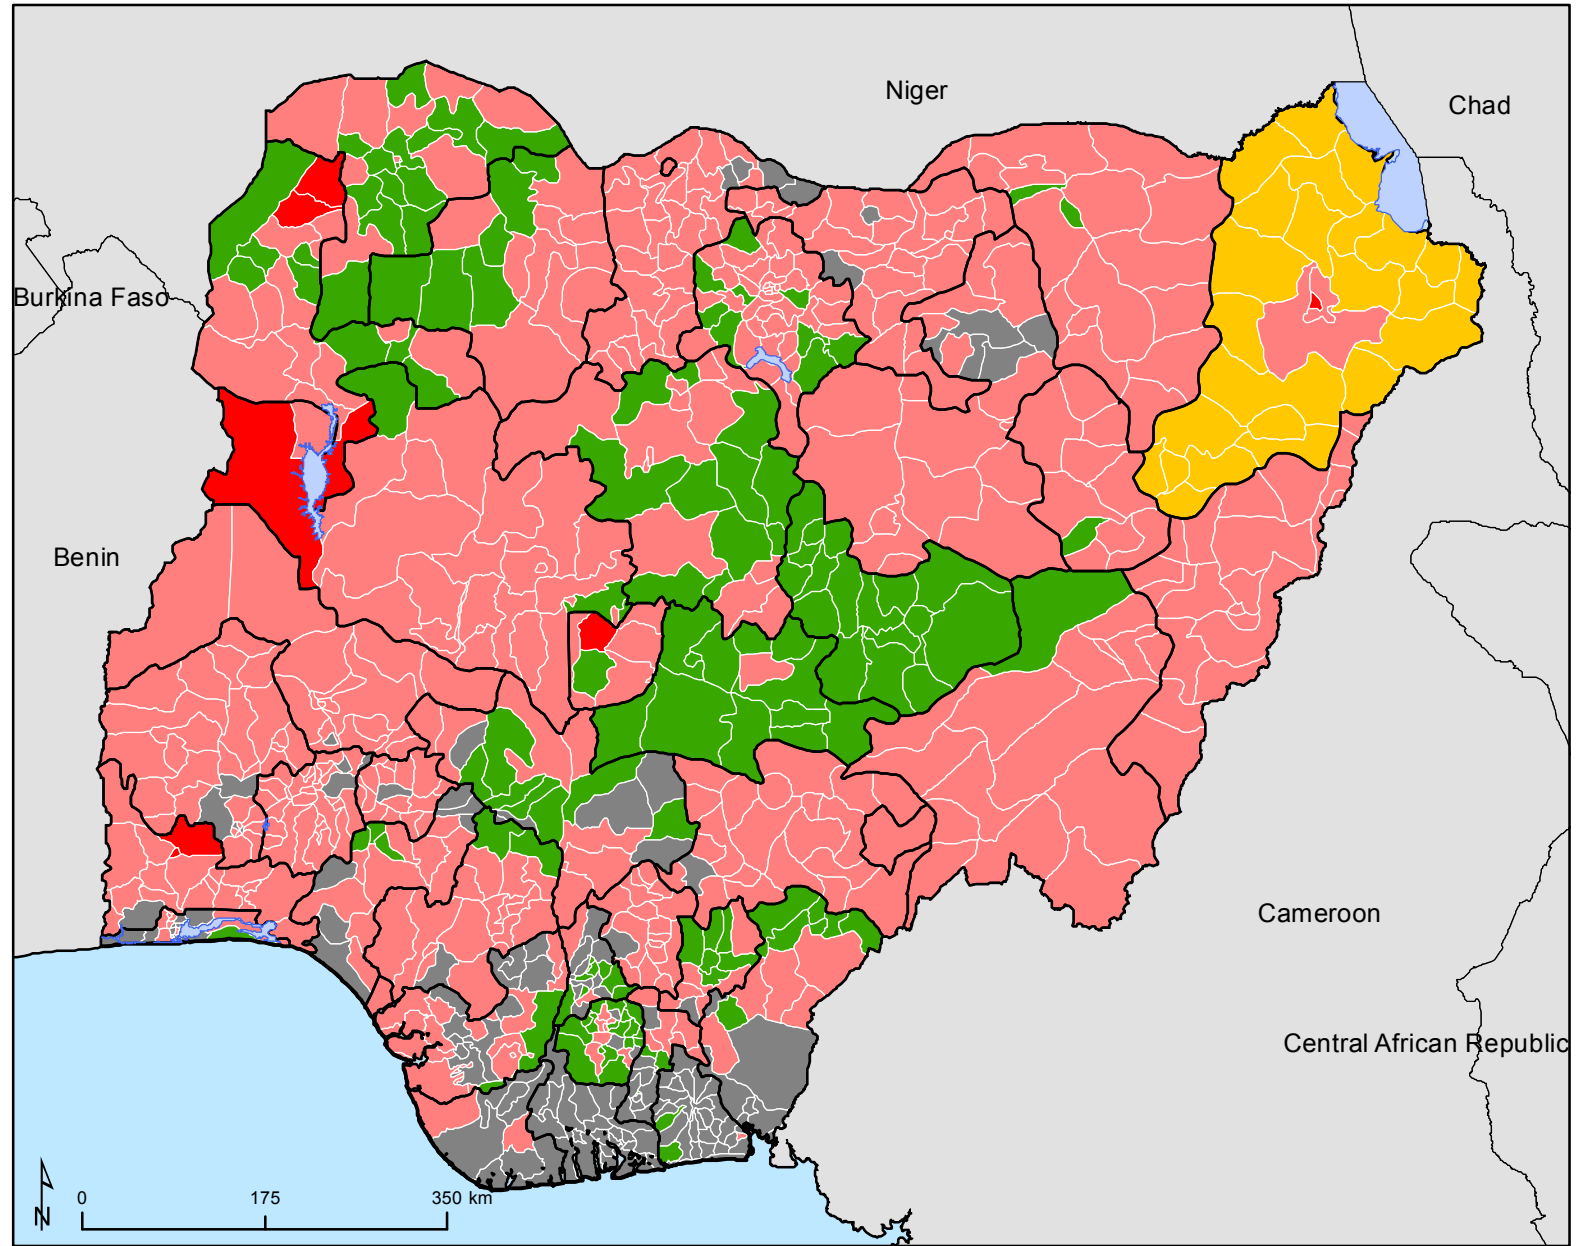 Niger
Chad
Burkina Faso
Benin
Cameroon
Central African Republic
N
0 175 350 km